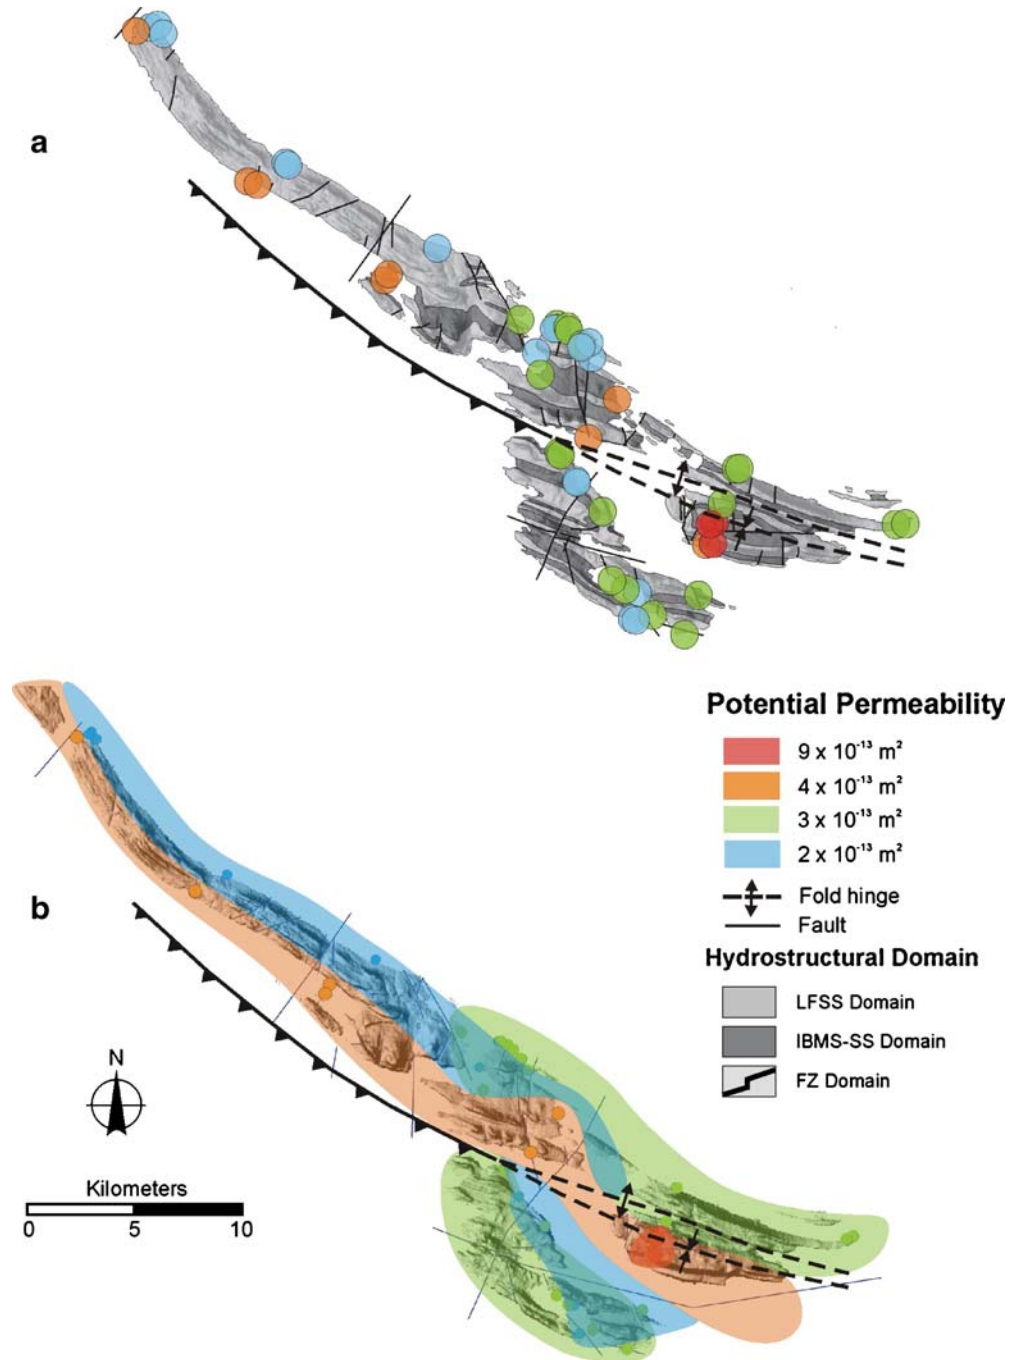 a
b
Potential Permeability
9 x 10⁻¹³ m²
4 x 10⁻¹³ m²
3 x 10⁻¹³ m²
2 x 10⁻¹³ m²
Fold hinge
Fault
Hydrostructural Domain
LFSS Domain
IBMS-SS Domain
FZ Domain
N
Kilometers
0 5 10